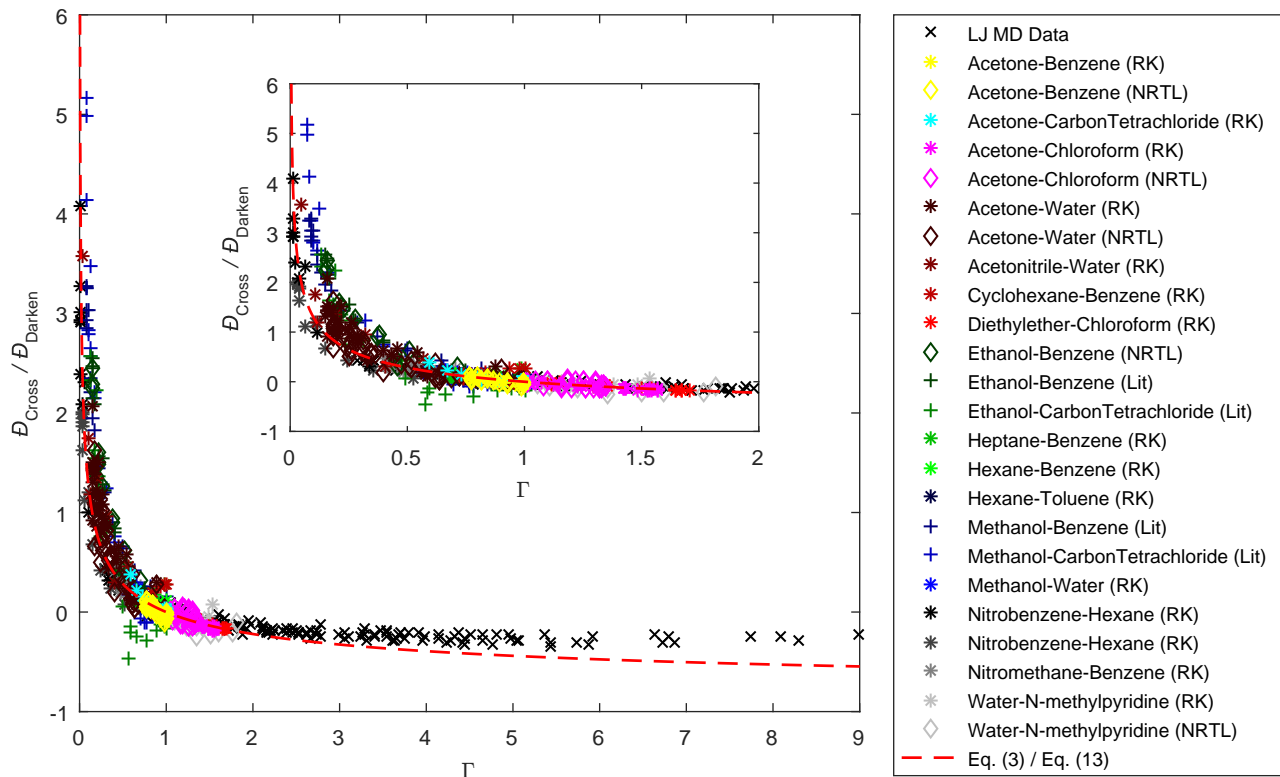 6
5
4
3
2
1
0
-1
0 1 2 3 4 5 6 7 8 9
Γ
Đ_Cross / Đ_Darken
6
5
4
3
2
1
0
-1
0 0.5 1 1.5 2
Γ
Đ_Cross / Đ_Darken
LJ MD Data
Acetone-Benzene (RK)
Acetone-Benzene (NRTL)
Acetone-CarbonTetrachloride (RK)
Acetone-Chloroform (RK)
Acetone-Chloroform (NRTL)
Acetone-Water (RK)
Acetone-Water (NRTL)
Acetonitrile-Water (RK)
Cyclohexane-Benzene (RK)
Diethylether-Chloroform (RK)
Ethanol-Benzene (NRTL)
Ethanol-Benzene (Lit)
Ethanol-CarbonTetrachloride (Lit)
Heptane-Benzene (RK)
Hexane-Benzene (RK)
Hexane-Toluene (RK)
Methanol-Benzene (Lit)
Methanol-CarbonTetrachloride (Lit)
Methanol-Water (RK)
Nitrobenzene-Hexane (RK)
Nitrobenzene-Hexane (RK)
Nitromethane-Benzene (RK)
Water-N-methylpyridine (RK)
Water-N-methylpyridine (NRTL)
Eq. (3) / Eq. (13)